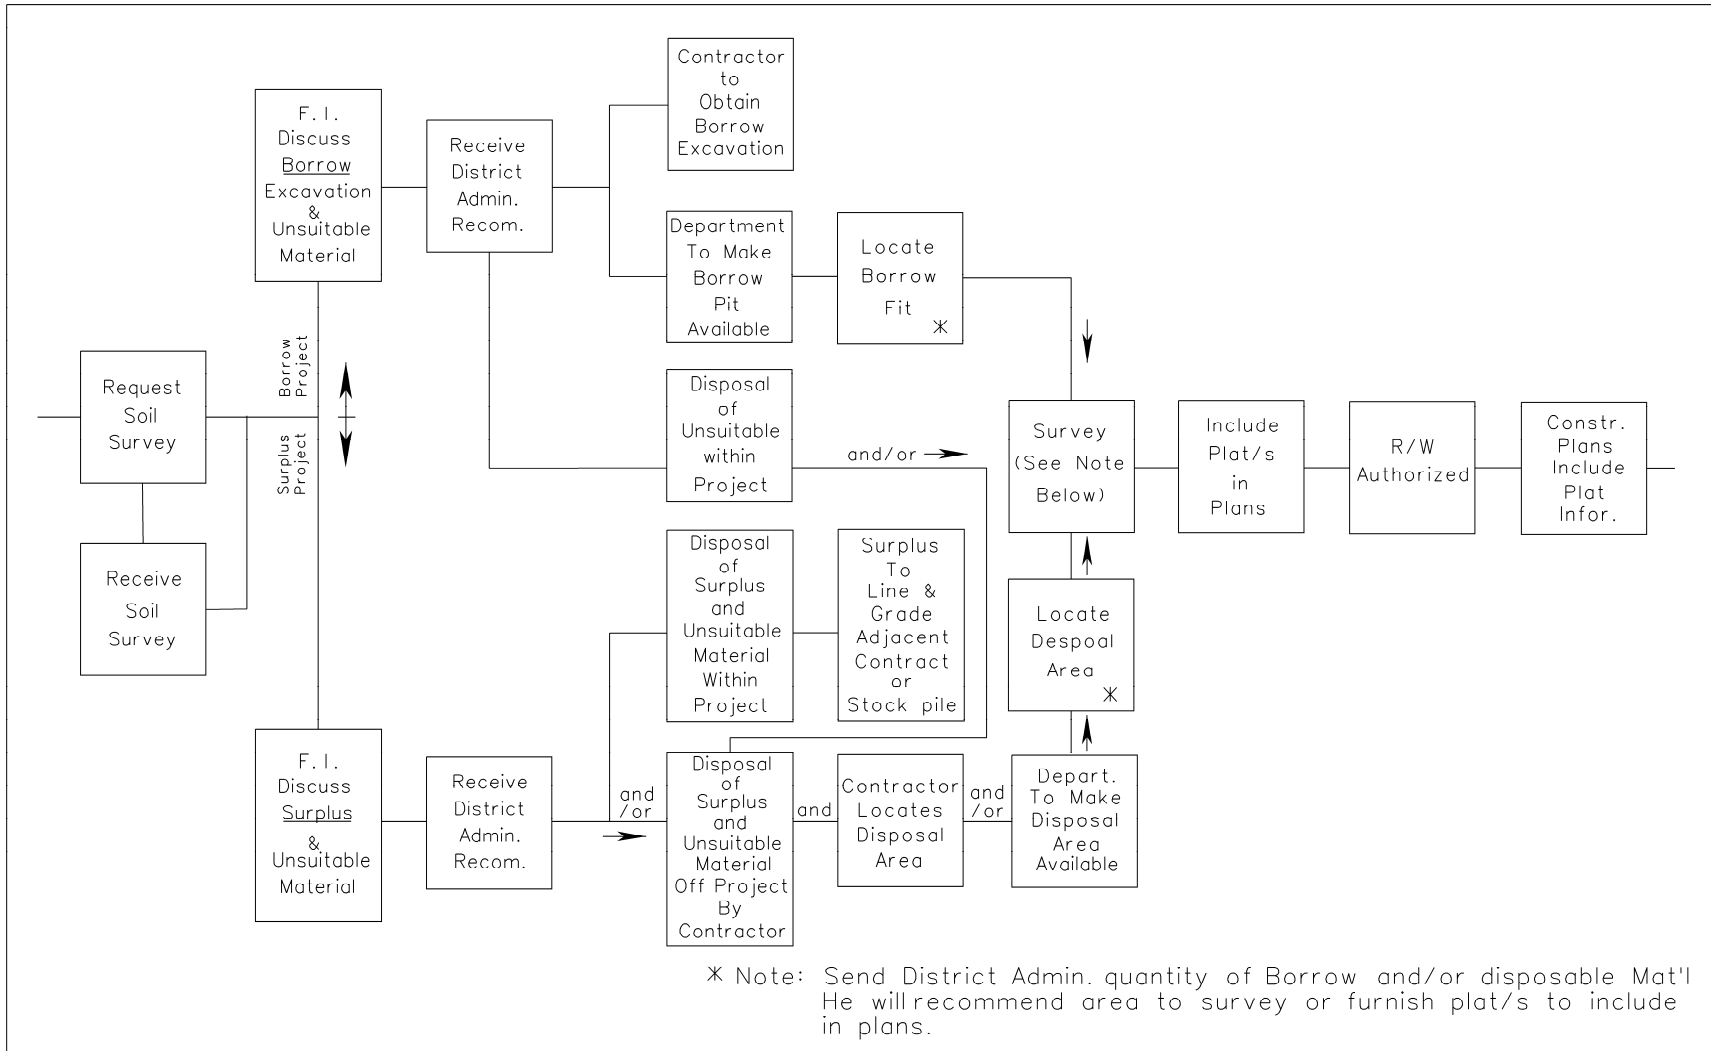 Contractor
to
Obtain
Borrow
Excavation
F. I.
Discuss
Borrow
Excavation
&
Unsuitable
Material
Receive
District
Admin.
Recom.
Department
To Make
Borrow
Pit
Available
Locate
Borrow
Fit
*
Borrow
Project
Surplus
Project
Request
Soil
Survey
Disposal
of
Unsuitable
within
Project
and/or
Survey
(See Note
Below)
Include
Plat/s
in
Plans
R/W
Authorized
Constr.
Plans
Include
Plat
Infor.
Receive
Soil
Survey
Disposal
of
Surplus
and
Unsuitable
Material
Within
Project
Surplus
To
Line &
Grade
Adjacent
Contract
or
Stock pile
Locate
Despoal
Area
*
F. I.
Discuss
Surplus
&
Unsuitable
Material
Receive
District
Admin.
Recom.
and
/or
Disposal
of
Surplus
and
Unsuitable
Material
Off Project
By
Contractor
and
Contractor
Locates
Disposal
Area
and
/or
Depart.
To Make
Disposal
Area
Available
* Note: Send District Admin. quantity of Borrow and/or disposable Mat'l
He will recommend area to survey or furnish plat/s to include
in plans.